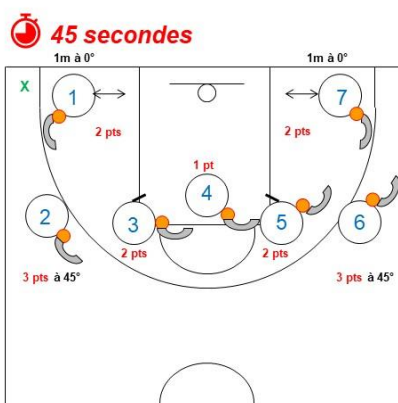 45 secondes
1m à 0° 1m à 0°
X 1 7
2 pts 2 pts
1 pt
4
2 3 5 6
2 pts 2 pts
3 pts à 45° 3 pts à 45°